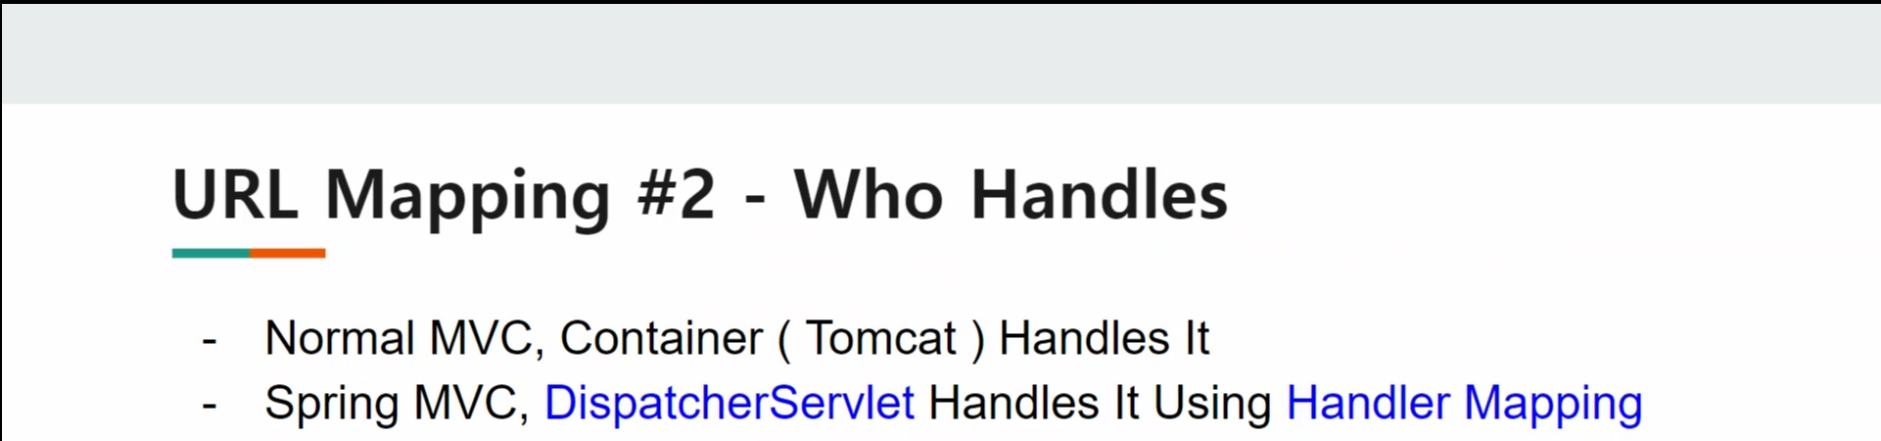 URL Mapping #2 - Who Handles
- Normal MVC, Container ( Tomcat ) Handles It
- Spring MVC, DispatcherServlet Handles It Using Handler Mapping